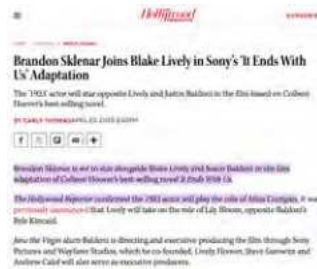 Hollywood
Brandon Sklenar Joins Blake Lively in Sony's 'It Ends With
Us' Adaptation
The '1923' actor will star opposite Lively and Justin Baldoni in the film based on Colleen
Hoover's best-selling novel.
BY CARLY THOMAS
Brandon Sklenar is set to star alongside Blake Lively and Justin Baldoni in the film
adaptation of Colleen Hoover's best-selling novel It Ends With Us.
The Hollywood Reporter confirmed the 1923 actor will play the role of Atlas Corrigan. It was
previously announced that Lively will take on the role of Lily Bloom, opposite Baldoni's
Ryle Kincaid.
Jane the Virgin alum Baldoni is directing and executive producing the film through Sony
Pictures and Wayfarer Studios, which he co-founded. Lively, Hoover, Steve Sarowitz and
Andrew Calof will also serve as executive producers.